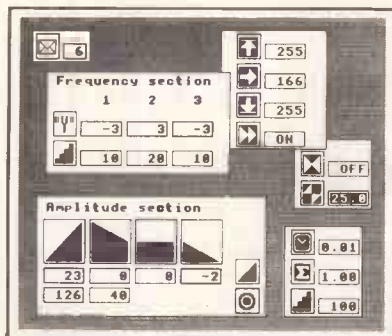 6
255
166
255
ON
Frequency section
1 2 3
"Y" -3 3 -3
10 20 10
OFF
25.0
Amplitude section
23 0 0 -2
126 40
0.01
1.00
100